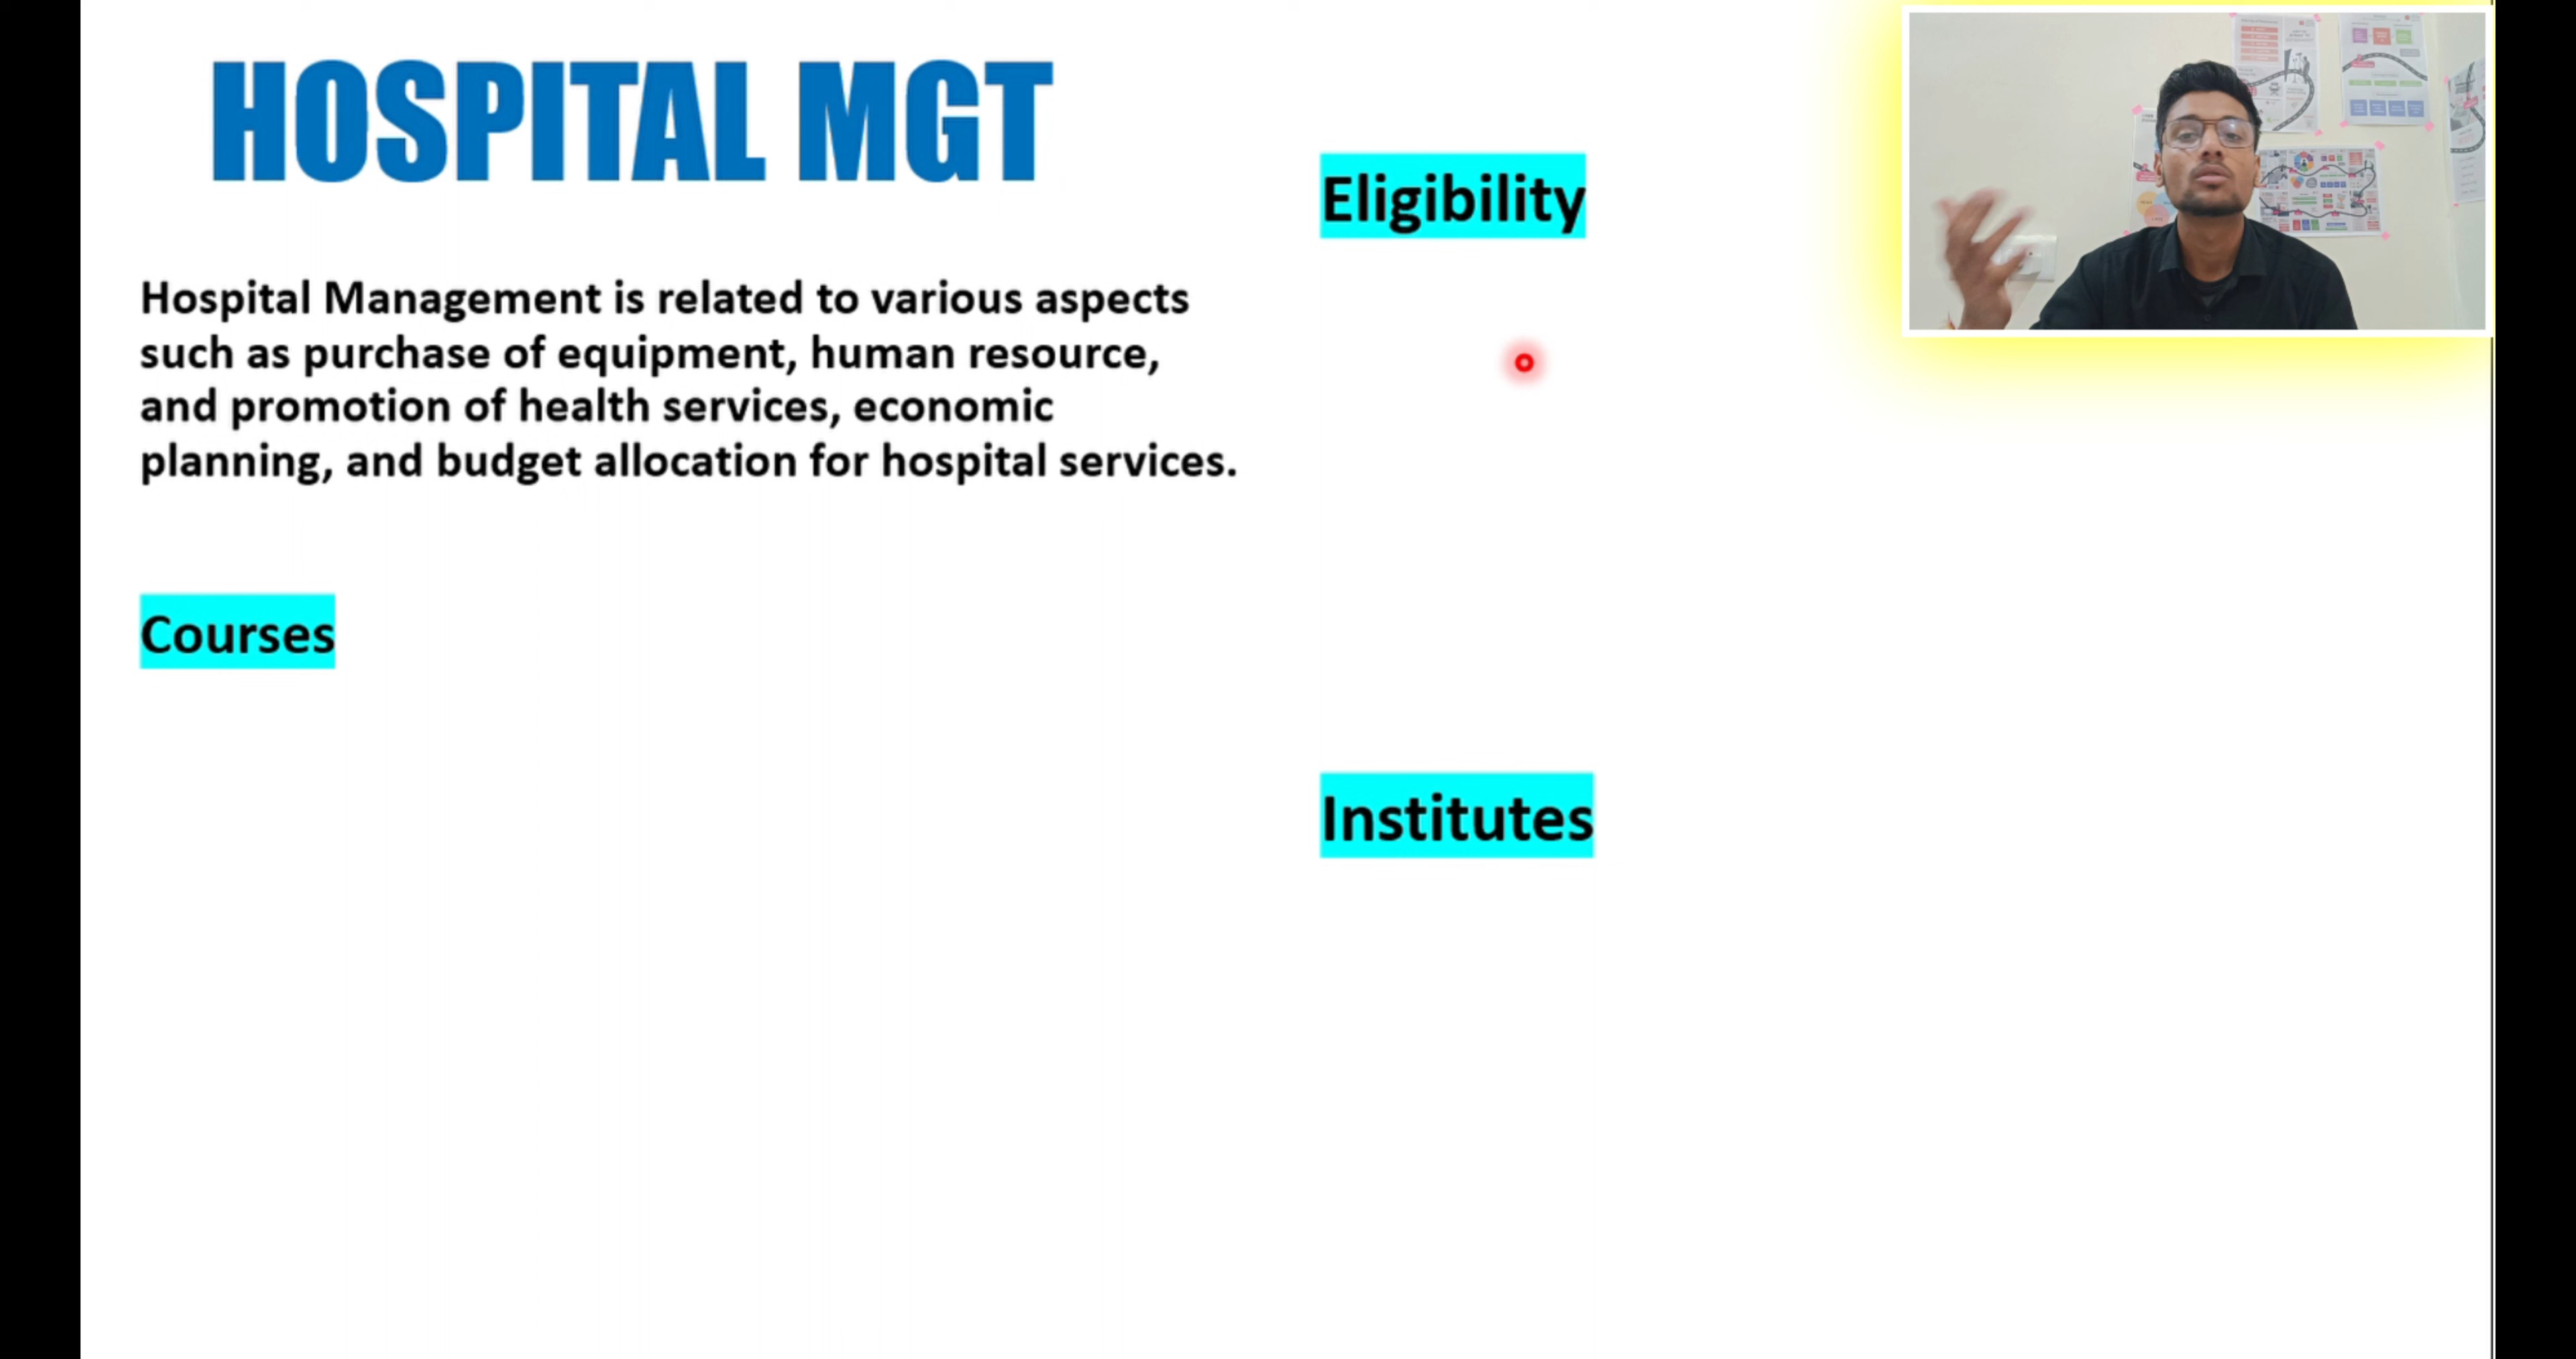 HOSPITAL MGT
Hospital Management is related to various aspects
such as purchase of equipment, human resource,
and promotion of health services, economic
planning, and budget allocation for hospital services.
Courses
Eligibility
Institutes